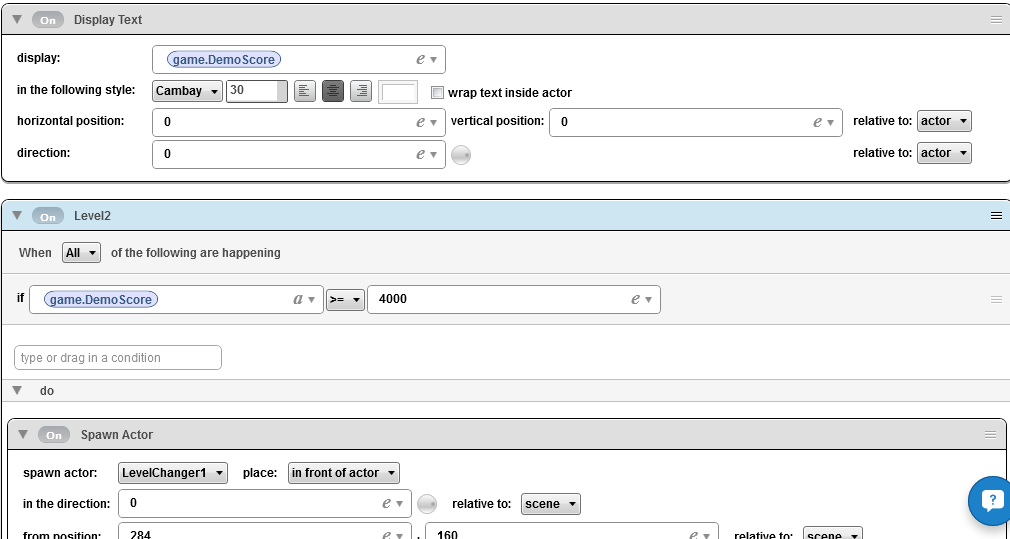 On Display Text
display: game.DemoScore e
in the following style: Cambay 30 wrap text inside actor
horizontal position: 0 e vertical position: 0 e relative to: actor
direction: 0 e relative to: actor
On Level2
When All of the following are happening
if game.DemoScore a >= 4000 e
type or drag in a condition
do
On Spawn Actor
spawn actor: LevelChanger1 place: in front of actor
in the direction: 0 e relative to: scene
from position: 284 e , 160 e relative to: scene
?